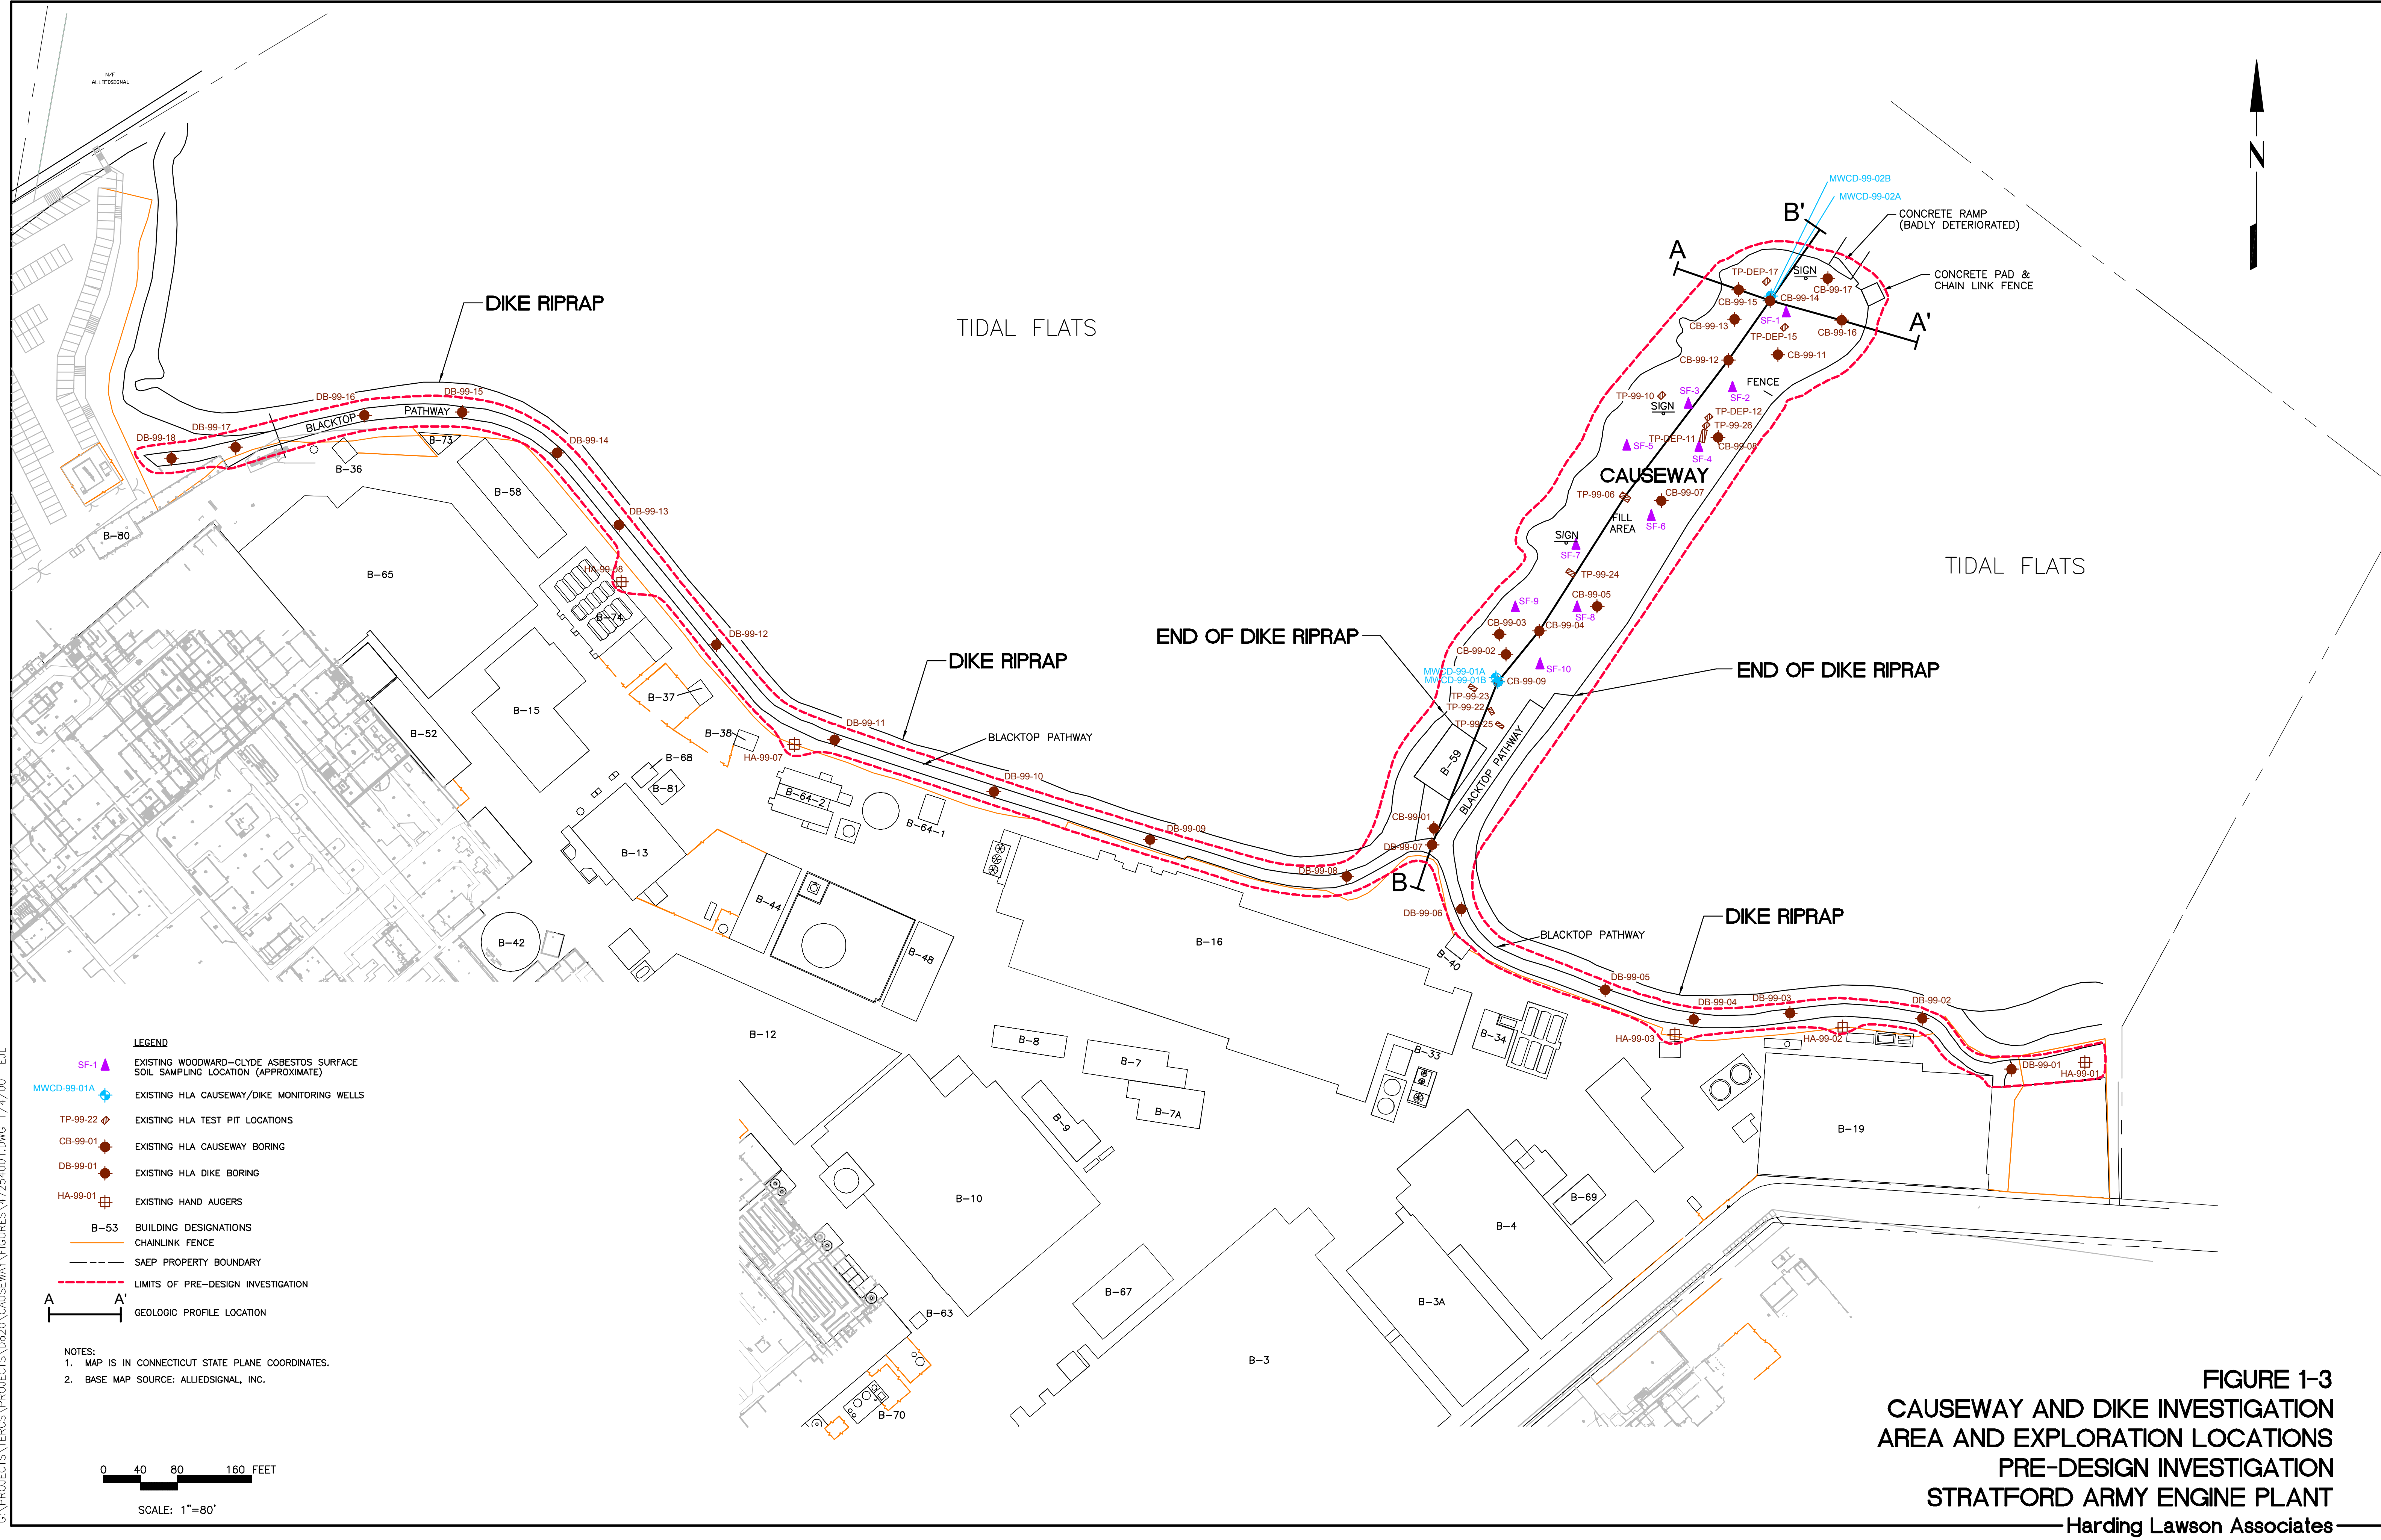 N/F
ALLIEDSIGNAL
N
MWCD-99-02B
MWCD-99-02A
B'
CONCRETE RAMP
(BADLY DETERIORATED)
A
TP-DEP-17
SIGN
CB-99-17
CONCRETE PAD &
CHAIN LINK FENCE
CB-99-15
CB-99-14
SF-1
CB-99-13
CB-99-16
A'
TP-DEP-15
CB-99-12
CB-99-11
DIKE RIPRAP
TIDAL FLATS
FENCE
SF-3
SF-2
TP-99-10
SIGN
TP-DEP-12
TP-99-26
TP-DEP-11
CB-99-08
SF-5
SF-4
CAUSEWAY
TP-99-06
CB-99-07
FILL
AREA
SF-6
SIGN
SF-7
TP-99-24
TIDAL FLATS
CB-99-05
SF-9
SF-8
CB-99-03
CB-99-04
END OF DIKE RIPRAP
CB-99-02
SF-10
END OF DIKE RIPRAP
MWCD-99-01A
MWCD-99-01B
CB-99-09
TP-99-23
TP-99-22
TP-99-25
B-59
BLACKTOP PATHWAY
CB-99-01
DB-99-07
DB-99-08
B
DB-99-06
DB-99-16
DB-99-15
BLACKTOP
PATHWAY
DB-99-17
DB-99-18
B-73
DB-99-14
B-36
B-58
DB-99-13
B-80
B-65
HA-99-08
B-74
DB-99-12
DIKE RIPRAP
B-37
B-15
B-52
B-38
DB-99-11
BLACKTOP PATHWAY
HA-99-07
B-68
B-81
DB-99-10
B-64-2
B-64-1
DB-99-09
B-13
B-44
B-42
B-48
B-16
B-40
BLACKTOP PATHWAY
DIKE RIPRAP
DB-99-05
DB-99-04
DB-99-03
DB-99-02
HA-99-03
HA-99-02
DB-99-01
HA-99-01
B-12
B-8
B-7
B-7A
B-9
B-33
B-34
B-19
B-10
B-69
B-4
B-67
B-3A
B-63
B-3
B-70
LEGEND
SF-1
EXISTING WOODWARD-CLYDE ASBESTOS SURFACE
SOIL SAMPLING LOCATION (APPROXIMATE)
MWCD-99-01A
EXISTING HLA CAUSEWAY/DIKE MONITORING WELLS
TP-99-22
EXISTING HLA TEST PIT LOCATIONS
CB-99-01
EXISTING HLA CAUSEWAY BORING
DB-99-01
EXISTING HLA DIKE BORING
HA-99-01
EXISTING HAND AUGERS
B-53 BUILDING DESIGNATIONS
CHAINLINK FENCE
SAEP PROPERTY BOUNDARY
LIMITS OF PRE-DESIGN INVESTIGATION
A A'
GEOLOGIC PROFILE LOCATION
NOTES:
1. MAP IS IN CONNECTICUT STATE PLANE COORDINATES.
2. BASE MAP SOURCE: ALLIEDSIGNAL, INC.
0 40 80 160 FEET
SCALE: 1"=80'
G:\PROJECTS\TERCS\PROJECTS\D620\CAUSEWAY\FIGURES\47254001.DWG 1/4/00 EJL
FIGURE 1-3
CAUSEWAY AND DIKE INVESTIGATION
AREA AND EXPLORATION LOCATIONS
PRE-DESIGN INVESTIGATION
STRATFORD ARMY ENGINE PLANT
Harding Lawson Associates